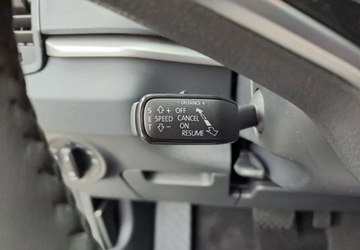 - DISTANCE +
S + OFF
E SPEED CANCEL
T - ON
RESUME